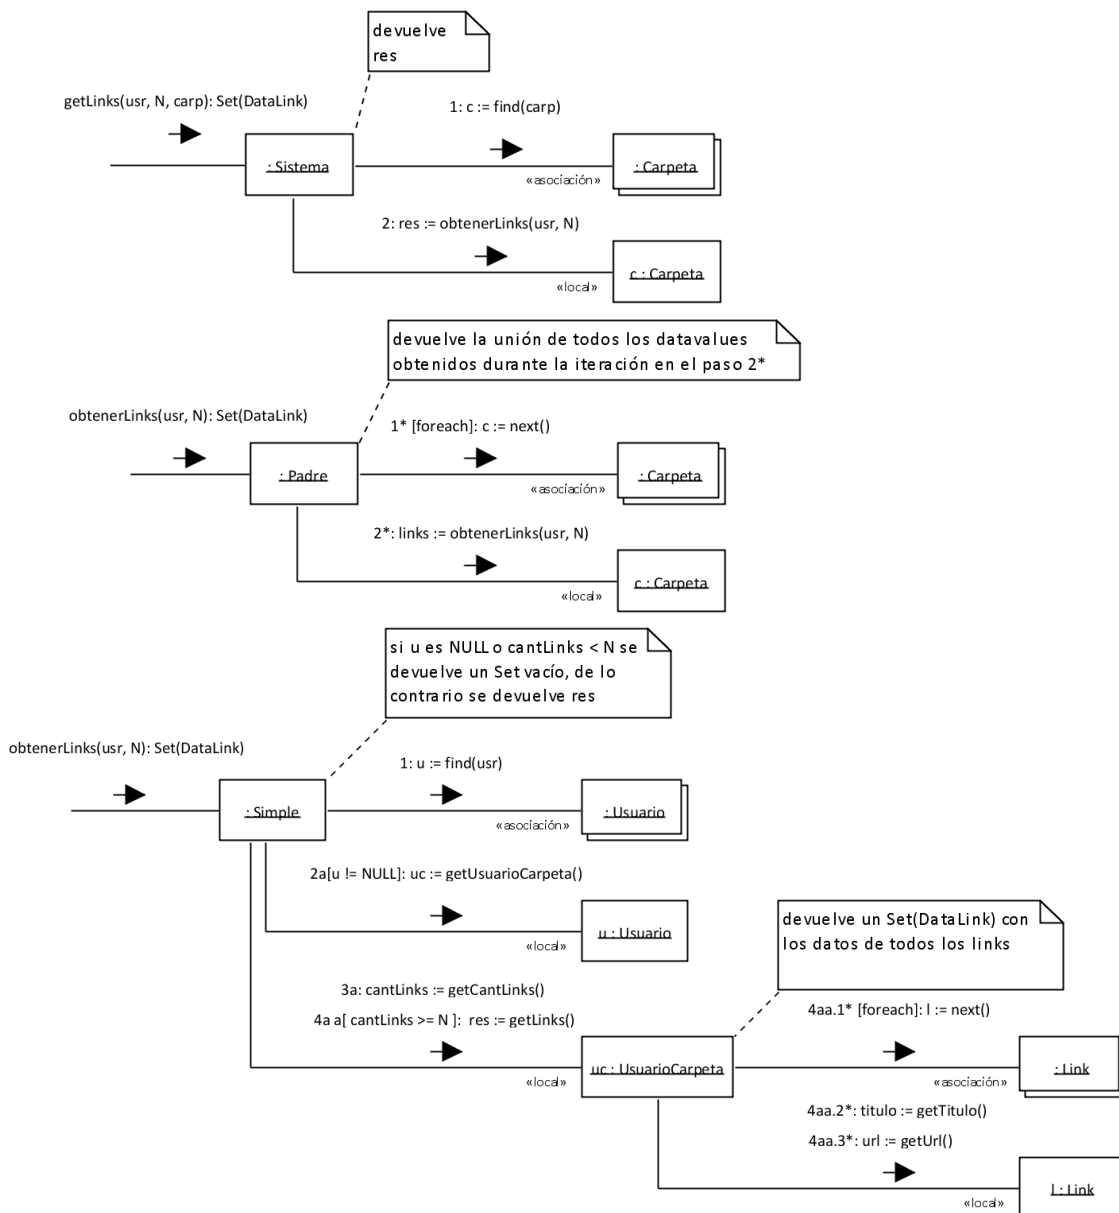 devuelve
res
getLinks(usr, N, carp): Set(DataLink)
1: c := find(carp)
: Sistema
: Carpeta
«asociación»
2: res := obtenerLinks(usr, N)
c : Carpeta
«local»
devuelve la unión de todos los datavalues
obtenidos durante la iteración en el paso 2*
obtenerLinks(usr, N): Set(DataLink)
1* [foreach]: c := next()
: Padre
: Carpeta
«asociación»
2*: links := obtenerLinks(usr, N)
c : Carpeta
«local»
si u es NULL o cantLinks < N se
devuelve un Set vacío, de lo
contrario se devuelve res
obtenerLinks(usr, N): Set(DataLink)
1: u := find(usr)
: Simple
: Usuario
«asociación»
2a[u != NULL]: uc := getUsuarioCarpeta()
u : Usuario
«local»
devuelve un Set(DataLink) con
los datos de todos los links
3a: cantLinks := getCantLinks()
4a a[ cantLinks >= N ]: res := getLinks()
4aa.1* [foreach]: l := next()
uc : UsuarioCarpeta
«local»
: Link
«asociación»
4aa.2*: titulo := getTitulo()
4aa.3*: url := getUrl()
l : Link
«local»